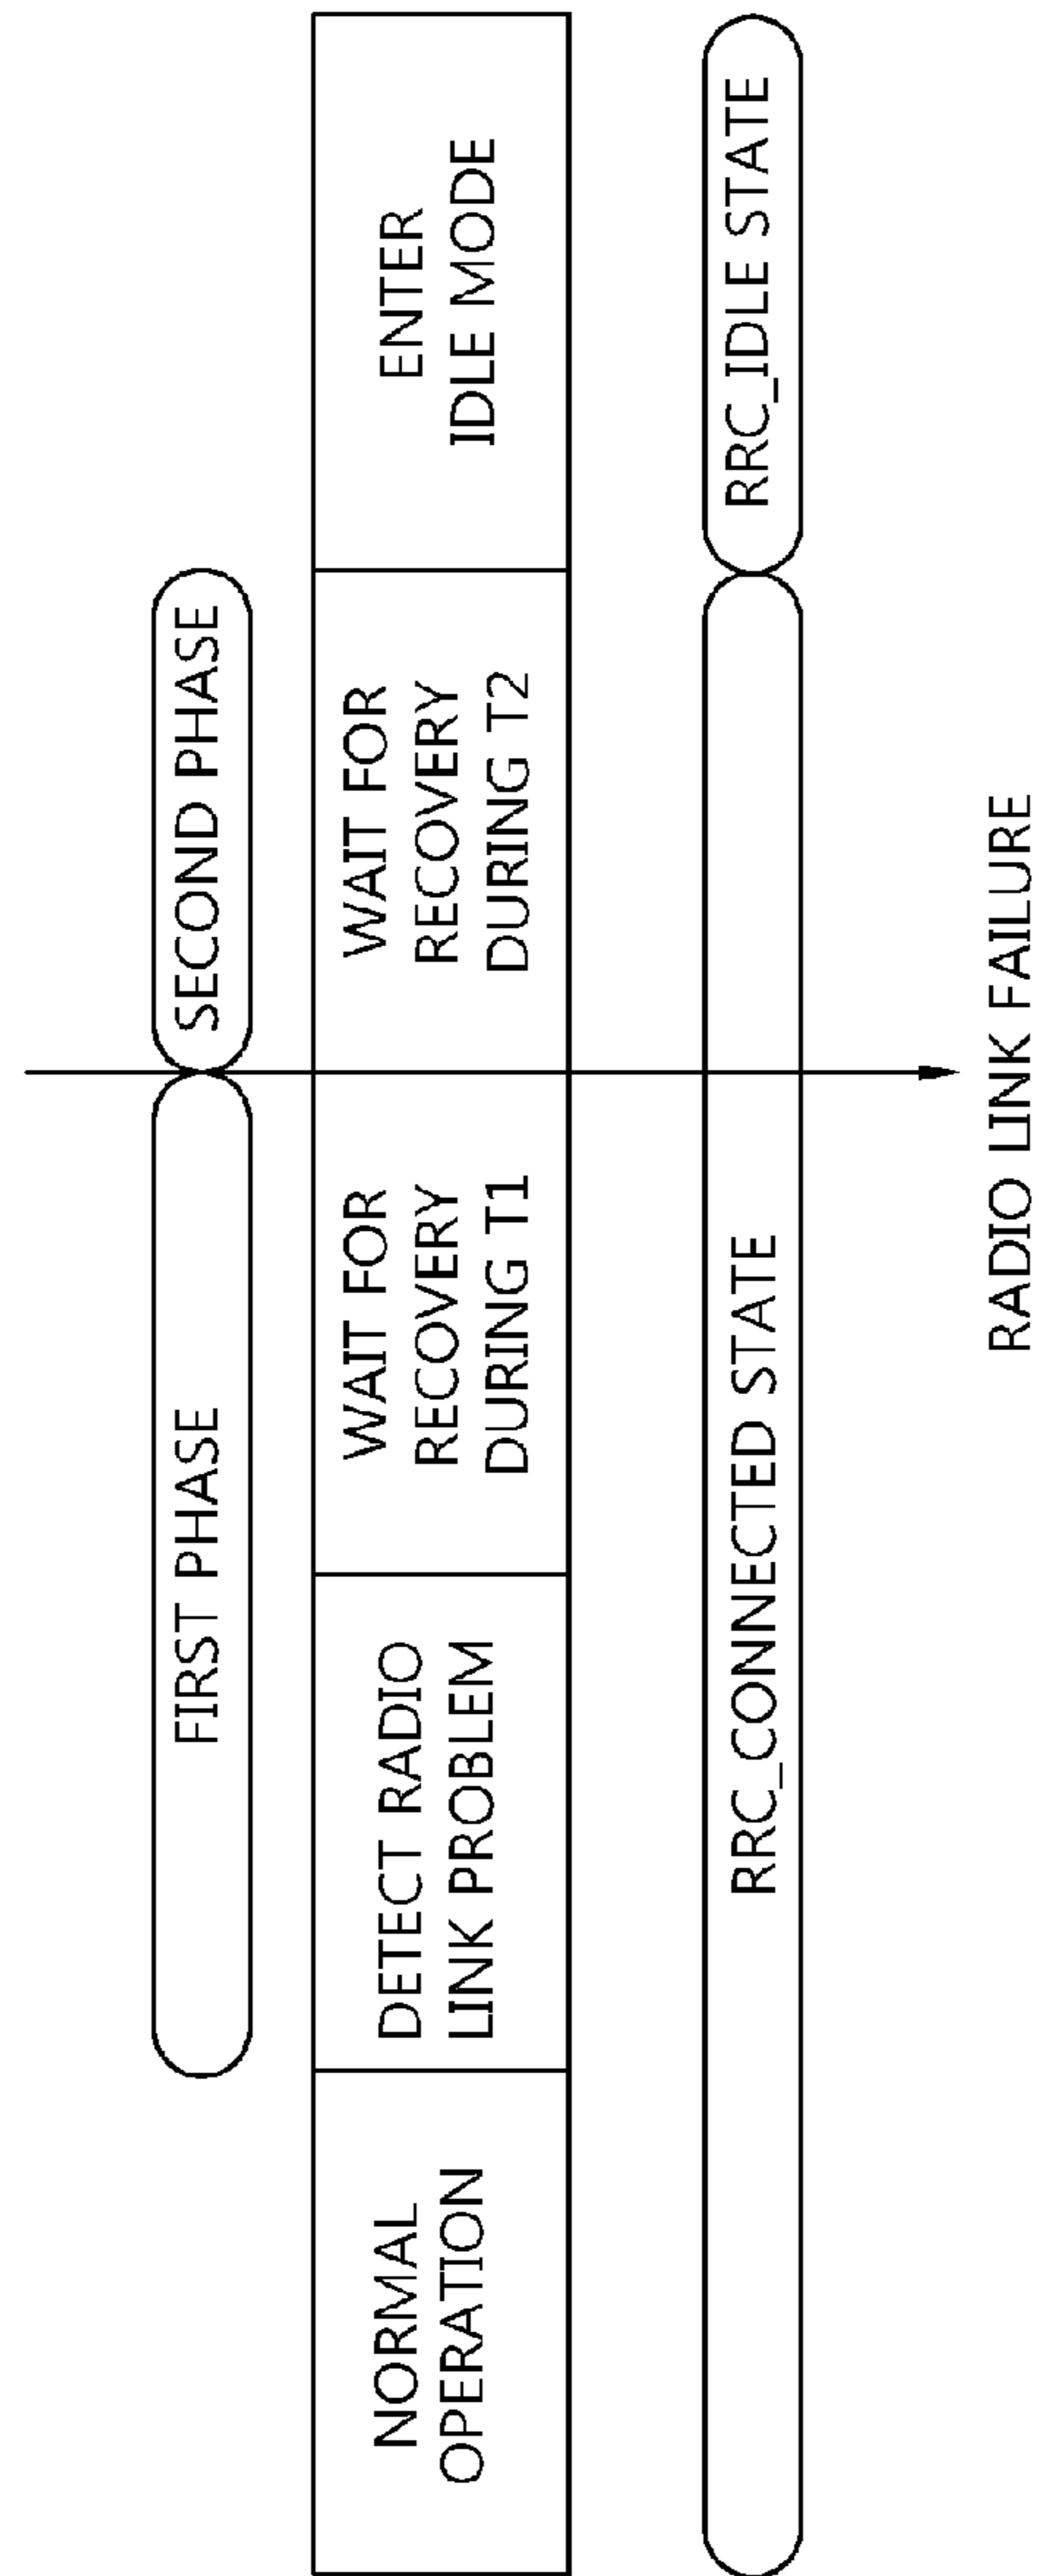 FIRST PHASE
SECOND PHASE
NORMAL
OPERATION
DETECT RADIO
LINK PROBLEM
WAIT FOR
RECOVERY
DURING T1
WAIT FOR
RECOVERY
DURING T2
ENTER
IDLE MODE
RRC_CONNECTED STATE
RRC_IDLE STATE
RADIO LINK FAILURE